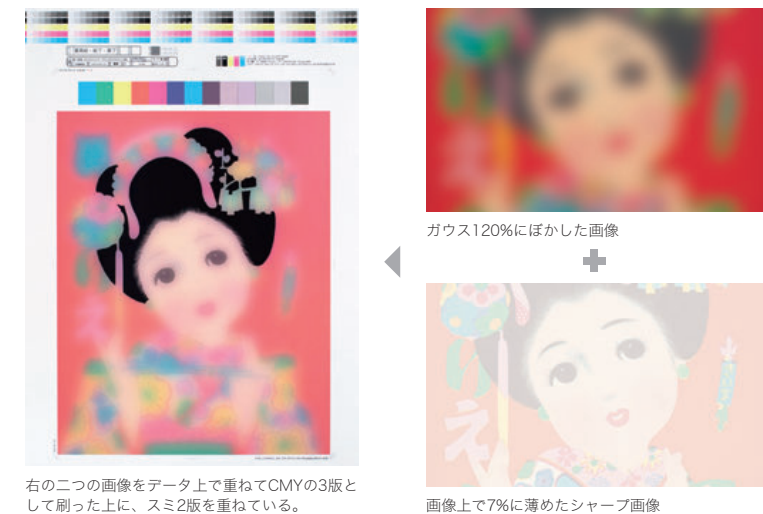 ガウス120%にぼかした画像
え
右の二つの画像をデータ上で重ねてCMYの3版と
して刷った上に、スミ2版を重ねている。
画像上で7%に薄めたシャープ画像